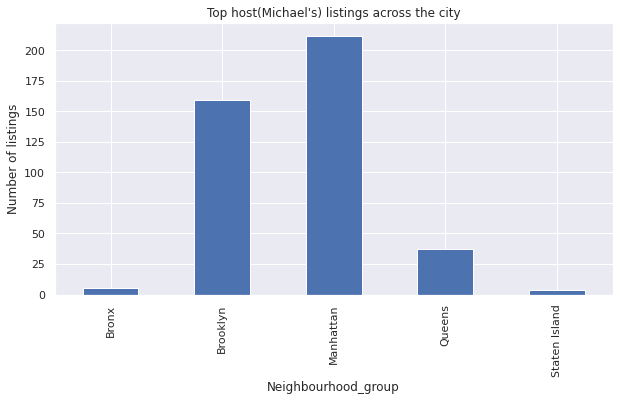 Top host(Michael's) listings across the city
Number of listings
200
175
150
125
100
75
50
25
0
Bronx
Brooklyn
Manhattan
Queens
Staten Island
Neighbourhood_group